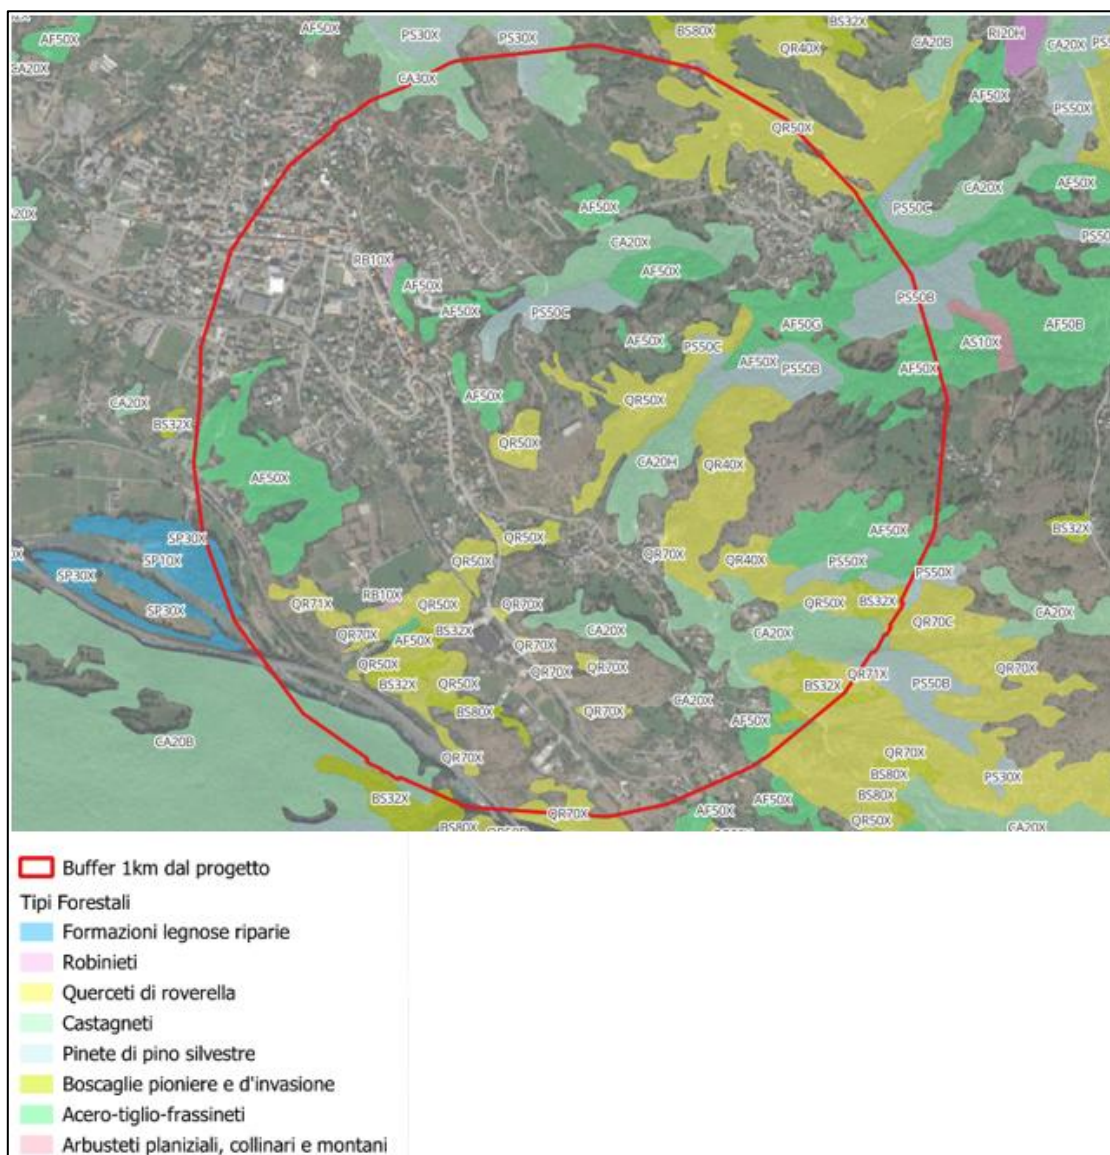 AF50X
CA20X
AF50X
PS30X
PS30X
CA30X
BS80X
BS32X
QR40X
CA20B
RI20H
CA20X
AF50X
PS50X
QR50X
CA20X
AF50X
PS50C
AF50X
CA20X
AF50X
RB10X
AF50X
AF50X
PS50C
PS50B
AF50G
AS10X
AF50B
AF50X
PS50C
AF50X
PS50B
AF50X
AF50X
QR50X
CA20X
BS32X
QR50X
CA20H
QR40X
AF50X
SP30X
SP10X
SP30X
SP30X
QR50X
QR50X
QR70X
QR40X
AF50X
BS32X
PS50X
PS50X
QR71X
RB10X
QR50X
QR70X
QR50X
BS32X
QR70C
CA20X
QR70X
AF50X
BS32X
QR70X
CA20X
CA20X
QR50X
BS32X
QR50X
QR70X
QR70X
BS32X
QR71X
PS50B
QR70X
BS80X
QR70X
CA20X
AF50X
CA20B
QR70X
QR70X
BS80X
PS30X
BS32X
BS80X
AF50X
BS80X
QR70X
AF50X
QR50X
CA20X
Buffer 1km dal progetto
Tipi Forestali
Formazioni legnose riparie
Robinieti
Querceti di roverella
Castagneti
Pinete di pino silvestre
Boscaglie pioniere e d'invasione
Acero-tiglio-frassineti
Arbusteti planiziali, collinari e montani